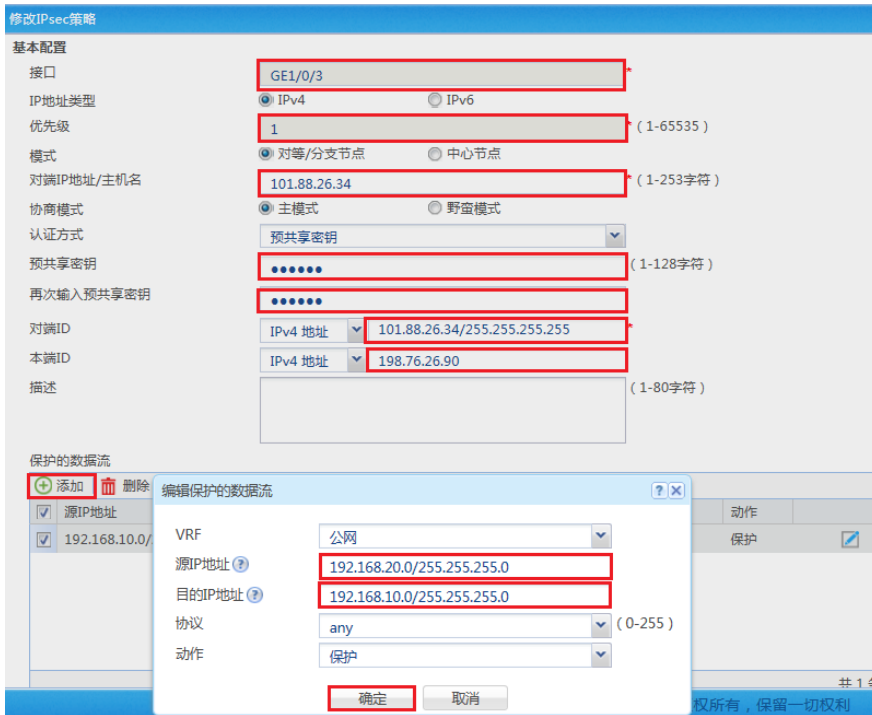 修改IPsec策略
基本配置
接口 GE1/0/3 *
IP地址类型 IPv4 IPv6
优先级 1 * (1-65535)
模式 对等/分支节点 中心节点
对端IP地址/主机名 101.88.26.34 * (1-253字符)
协商模式 主模式 野蛮模式
认证方式 预共享密钥
预共享密钥 ●●●●●● (1-128字符)
再次输入预共享密钥 ●●●●●●
对端ID IPv4 地址 101.88.26.34/255.255.255.255 *
本端ID IPv4 地址 198.76.26.90
描述 (1-80字符)
保护的数据流
添加 删除
源IP地址 动作
192.168.10.0/ 保护
编辑保护的数据流
VRF 公网
源IP地址 192.168.20.0/255.255.255.0
目的IP地址 192.168.10.0/255.255.255.0
协议 any (0-255)
动作 保护
确定 取消
共 1
权所有，保留一切权利